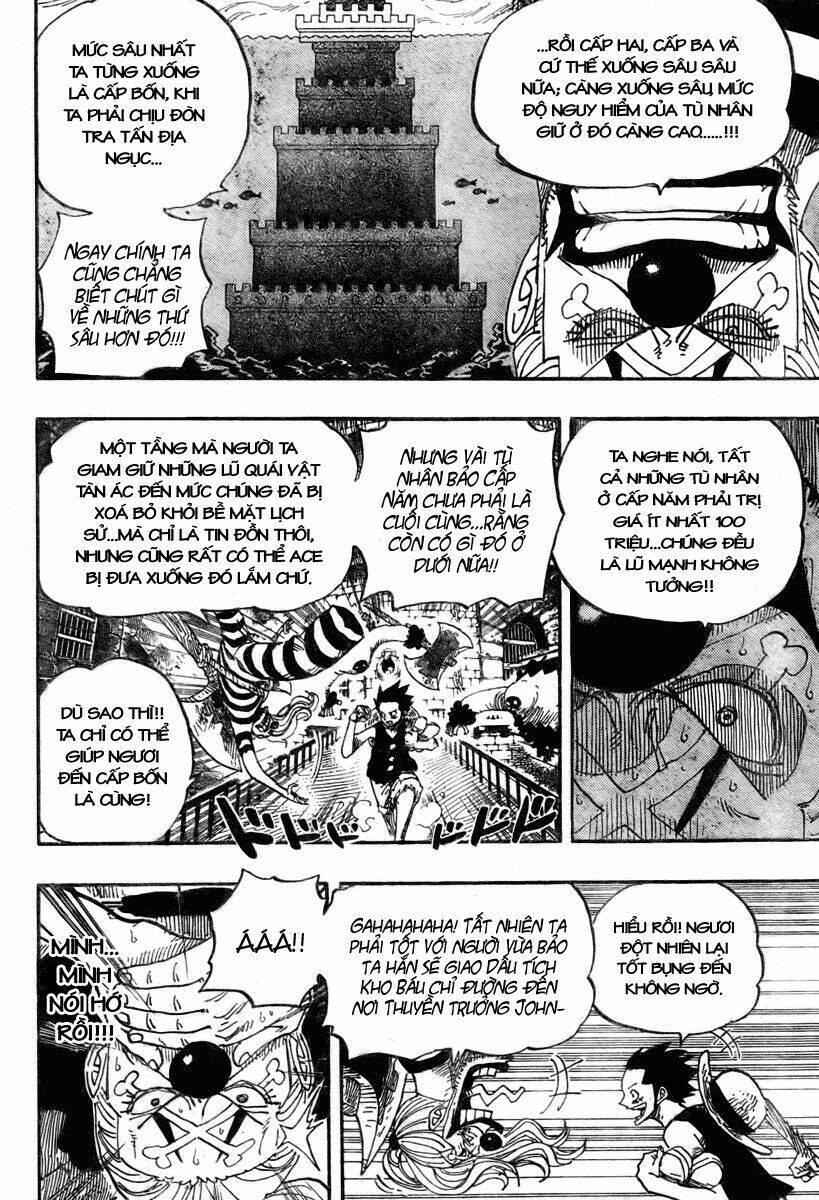 ...RỒI CẤP HAI, CẤP BA VÀ
CỨ THẾ XUỐNG SÂU SÂU
NỮA; CÀNG XUỐNG SÂU, MỨC
ĐỘ NGUY HIỂM CỦA TÙ NHÂN
GIỮ Ở ĐÓ CÀNG CAO......!!!
MỨC SÂU NHẤT
TA TỪNG XUỐNG
LÀ CẤP BỐN, KHI
TA PHẢI CHỊU ĐÒN
TRA TẤN ĐỊA
NGỤC...
NGAY CHÍNH TA
CŨNG CHẲNG
BIẾT CHÚT GÌ
VỀ NHỮNG THỨ
SÂU HƠN ĐÓ!!!
TA NGHE NÓI, TẤT
CẢ NHỮNG TÙ NHÂN
Ở CẤP NĂM PHẢI TRỊ
GIÁ ÍT NHẤT 100
TRIỆU...CHÚNG ĐỀU
LÀ LŨ MẠNH KHÔNG
TƯỞNG!!
NHƯNG VÀI TÙ
NHÂN BẢO CẤP
NĂM CHƯA PHẢI LÀ
CUỐI CÙNG...RẰNG
CÒN CÓ GÌ ĐÓ Ở
DƯỚI NỮA!!
MỘT TẦNG MÀ NGƯỜI TA
GIAM GIỮ NHỮNG LŨ QUÁI VẬT
TÀN ÁC ĐẾN MỨC CHÚNG ĐÃ BỊ
XOÁ BỎ KHỎI BỀ MẶT LỊCH
SỬ...MÀ CHỈ LÀ TIN ĐỒN THÔI,
NHƯNG CŨNG RẤT CÓ THỂ ACE
BỊ ĐƯA XUỐNG ĐÓ LẮM CHỨ.
DÙ SAO THÌ!!
TA CHỈ CÓ THỂ
GIÚP NGƯƠI
ĐẾN CẤP BỐN
LÀ CÙNG!
ドドドド
ドドド
HIỂU RỒI! NGƯƠI
ĐỘT NHIÊN LẠI
TỐT BỤNG ĐẾN
KHÔNG NGỜ.
GAHAHAHAHA! TẤT NHIÊN TA
PHẢI TỐT VỚI NGƯỜI VỪA BẢO
TA HẮN SẼ GIAO DẤU TÍCH
KHO BÁU CHỈ ĐƯỜNG ĐẾN
NƠI THUYỀN TRƯỞNG JOHN-
ÁÁÁ!!
MÌNH...
MÌNH
NÓI HỚ
RỒI!!!!